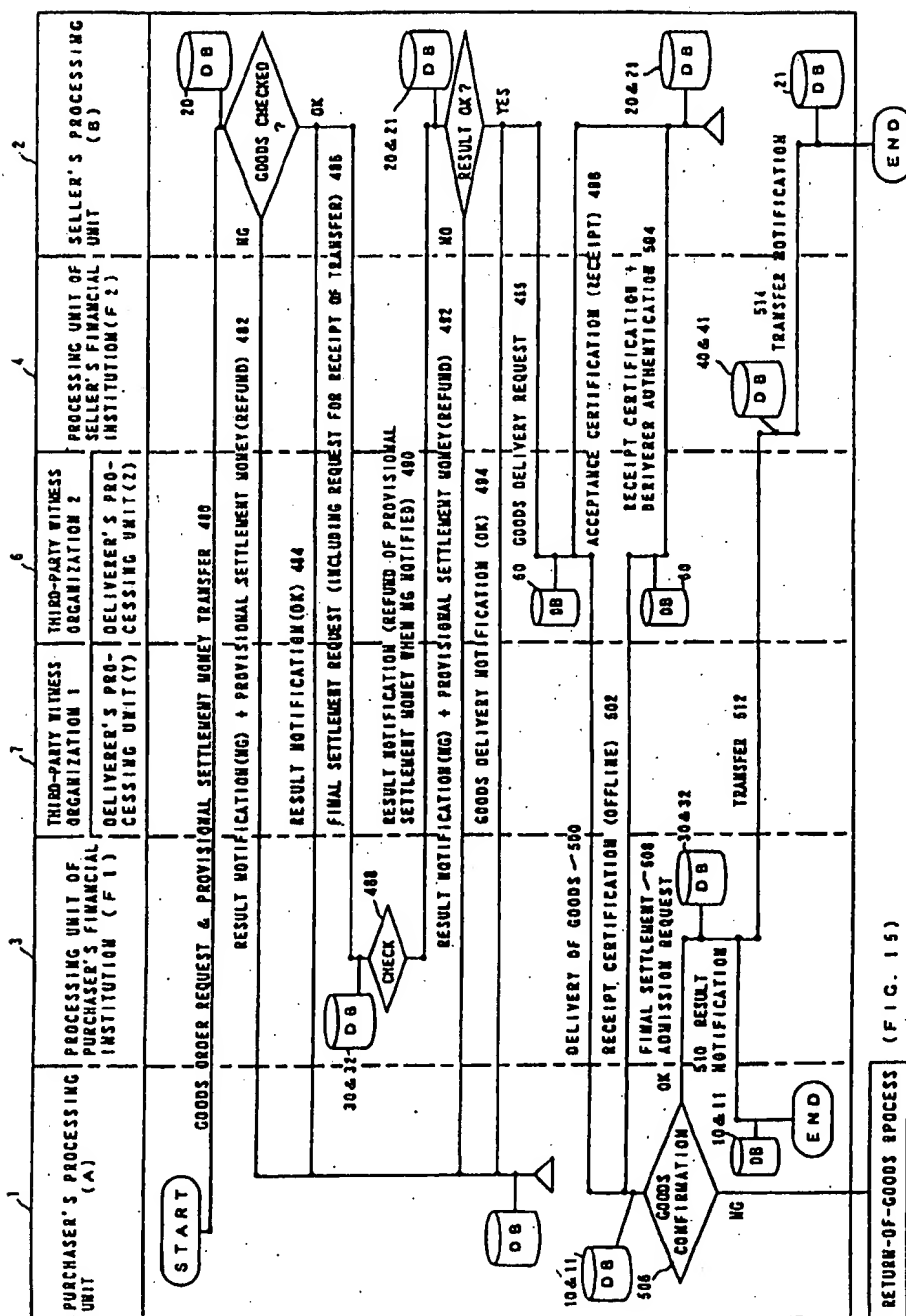 1
PURCHASER'S PROCESSING
UNIT (A)
3
PROCESSING UNIT OF
PURCHASER'S FINANCIAL
INSTITUTION (F 1)
7
THIRD-PARTY WITNESS
ORGANIZATION 1
DELIVERER'S PRO-
CESSING UNIT(Y)
6
THIRD-PARTY WITNESS
ORGANIZATION 2
DELIVERER'S PRO-
CESSING UNIT(Z)
4
PROCESSING UNIT OF
SELLER'S FINANCIAL
INSTITUTION(F 2)
2
SELLER'S PROCESSING
UNIT (B)
START
GOODS ORDER REQUEST & PROVISIONAL SETTLEMENT MONEY TRANSFER 480
20
DB
GOODS CHECKED
?
NG
OK
RESULT NOTIFICATION(NG) + PROVISIONAL SETTLEMENT MONEY(REFUND) 482
RESULT NOTIFICATION(OK) 484
FINAL SETTLEMENT REQUEST (INCLUDING REQUEST FOR RECEIPT OF TRANSFER) 486
30&32
DB
CHECK
488
RESULT NOTIFICATION (REFUND OF PROVISIONAL
SETTLEMENT MONEY WHEN NG NOTIFIED) 490
20&21
DB
RESULT OK?
NO
YES
RESULT NOTIFICATION(NG) + PROVISIONAL SETTLEMENT MONEY(REFUND) 492
GOODS DELIVERY NOTIFICATION (OK) 494
DB
GOODS DELIVERY REQUEST 495
60
DB
ACCEPTANCE CERTIFICATION (RECEIPT) 498
DELIVERY OF GOODS 500
RECEIPT CERTIFICATION (OFFLINE) 502
RECEIPT CERTIFICATION +
DELIVERER AUTHENTICATION 504
DB
60
20&21
DB
10&11
DB
506
GOODS
CONFIRMATION
OK
NG
FINAL SETTLEMENT 508
ADMISSION REQUEST
30&32
DB
510 RESULT
NOTIFICATION
10&11
DB
END
TRANSFER 512
40&41
DB
514
TRANSFER NOTIFICATION
21
DB
END
RETURN-OF-GOODS RPOCESS (FIG. 15)